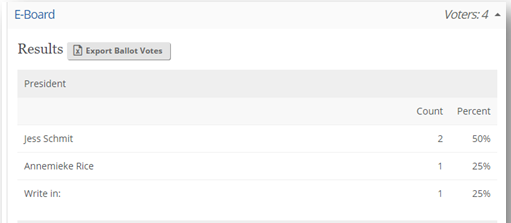 E-Board Voters: 4
Results Export Ballot Votes
President
Count Percent
Jess Schmit 2 50%
Annemieke Rice 1 25%
Write in: 1 25%